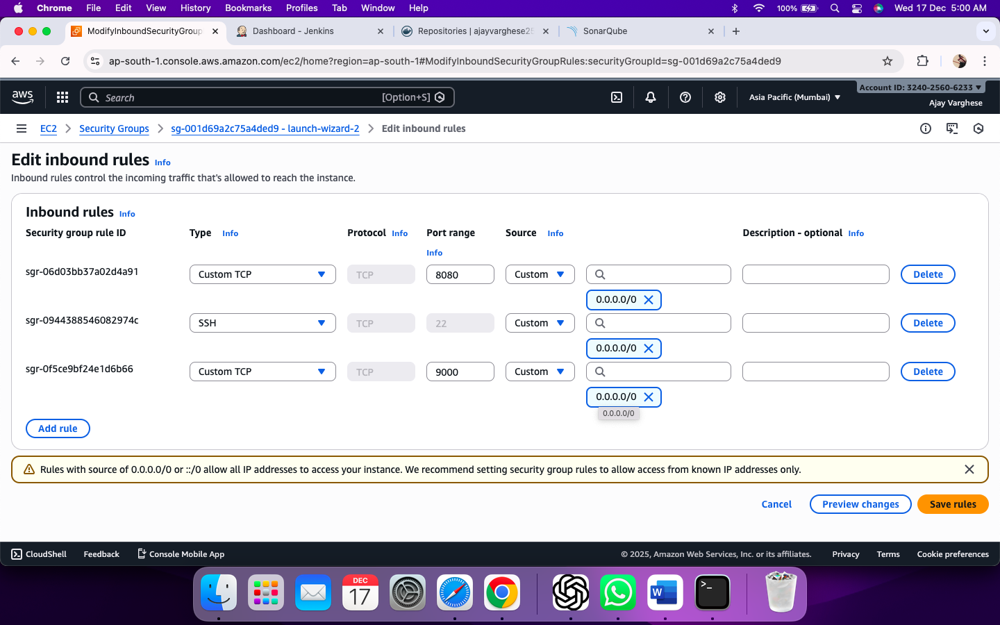 Chrome File Edit View History Bookmarks Profiles Tab Window Help 100% Wed 17 Dec 5:00 AM
ModifyInboundSecurityGroup Dashboard - Jenkins Repositories | ajayvarghese25 SonarQube
ap-south-1.console.aws.amazon.com/ec2/home?region=ap-south-1#ModifyInboundSecurityGroupRules:securityGroupId=sg-001d69a2c75a4ded9
aws Search [Option+S] Asia Pacific (Mumbai) Account ID: 3240-2560-6233
Ajay Varghese
EC2 Security Groups sg-001d69a2c75a4ded9 - launch-wizard-2 Edit inbound rules
Edit inbound rules Info
Inbound rules control the incoming traffic that's allowed to reach the instance.
Inbound rules Info
Security group rule ID Type Info Protocol Info Port range Info Source Info Description - optional Info
sgr-06d03bb37a02d4a91 Custom TCP TCP 8080 Custom Delete
0.0.0.0/0
sgr-0944388546082974c SSH TCP 22 Custom Delete
0.0.0.0/0
sgr-0f5ce9bf24e1d6b66 Custom TCP TCP 9000 Custom Delete
0.0.0.0/0
0.0.0.0/0
Add rule
Rules with source of 0.0.0.0/0 or ::/0 allow all IP addresses to access your instance. We recommend setting security group rules to allow access from known IP addresses only.
Cancel Preview changes Save rules
CloudShell Feedback Console Mobile App © 2025, Amazon Web Services, Inc. or its affiliates. Privacy Terms Cookie preferences
DEC
17
W
>_